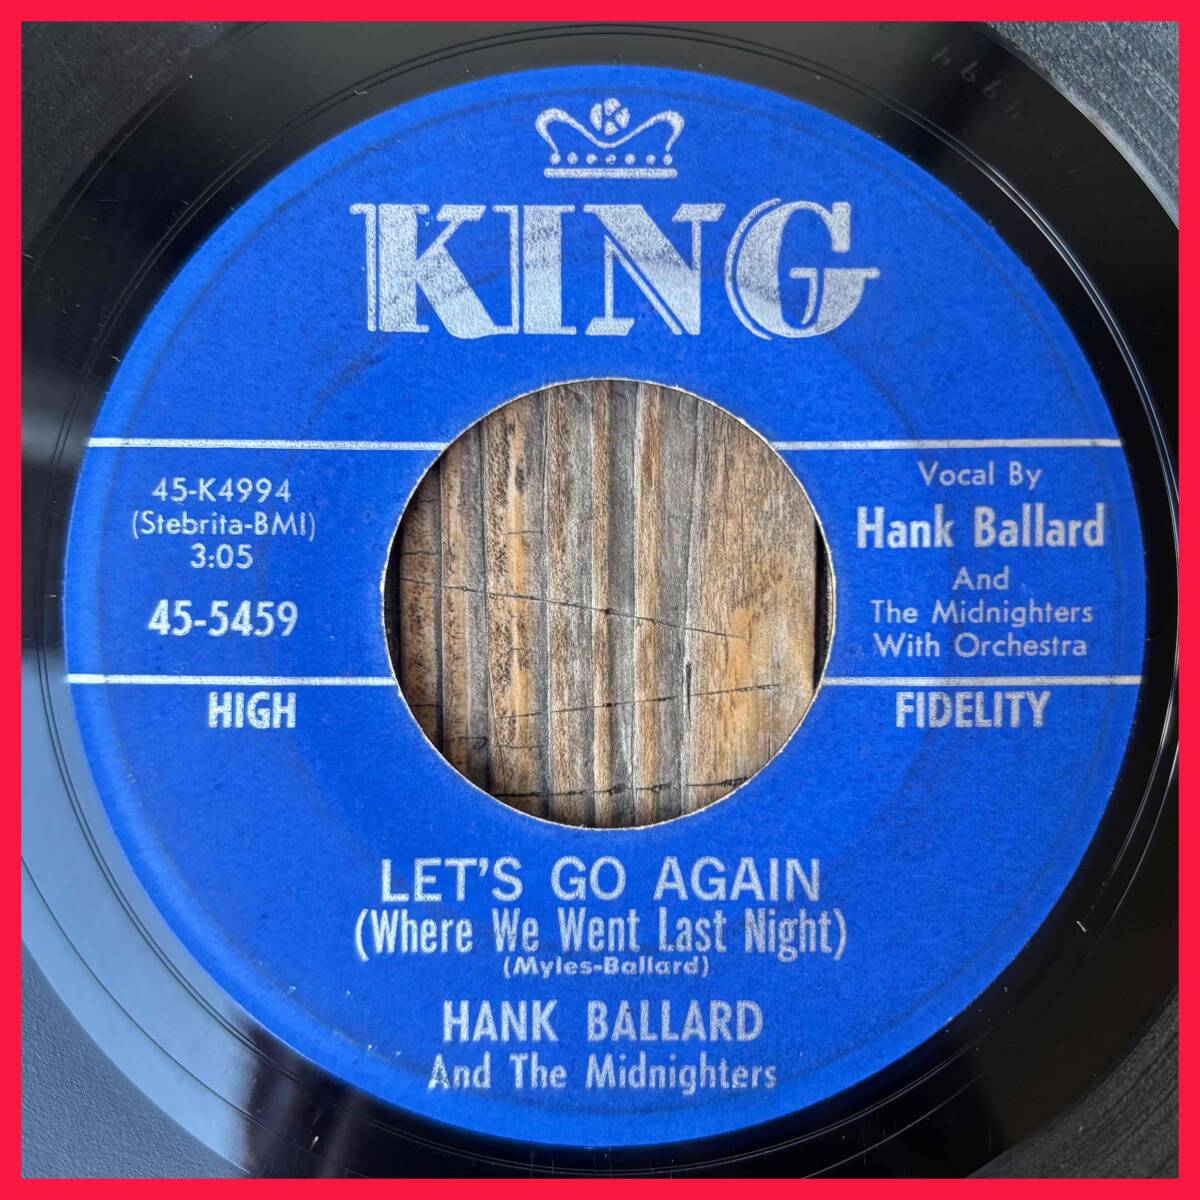 K
KING
45-K4994
(Stebrita-BMI)
3:05
45-5459
Vocal By
Hank Ballard
And
The Midnighters
With Orchestra
HIGH
FIDELITY
LET'S GO AGAIN
(Where We Went Last Night)
(Myles-Ballard)
HANK BALLARD
And The Midnighters